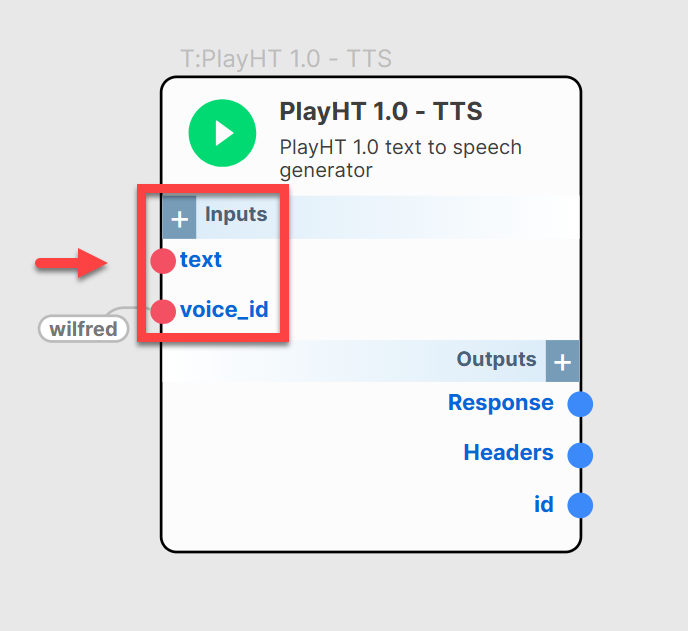 T:PlayHT 1.0 - TTS
PlayHT 1.0 - TTS
PlayHT 1.0 text to speech
generator
+ Inputs
text
voice_id
wilfred
Outputs +
Response
Headers
id